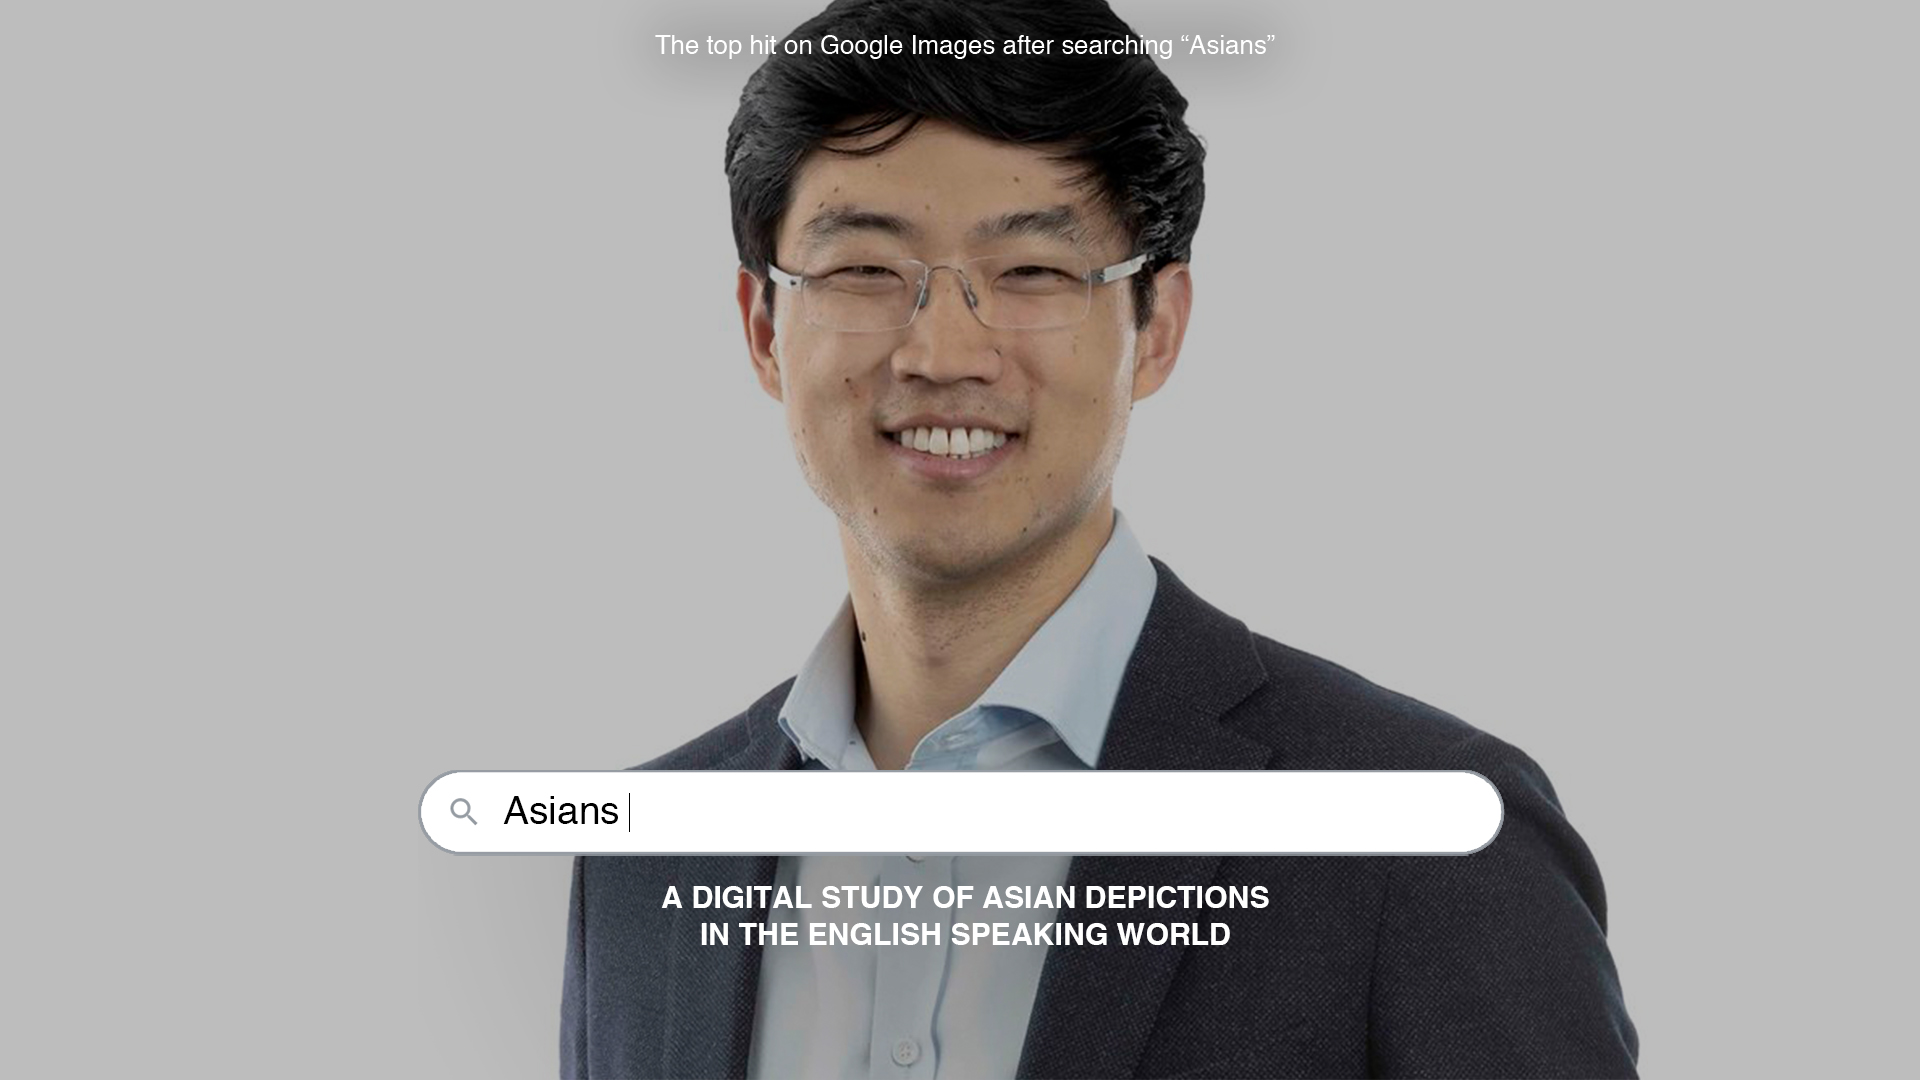 The top hit on Google Images after searching “Asians”
Asians
A DIGITAL STUDY OF ASIAN DEPICTIONS
IN THE ENGLISH SPEAKING WORLD